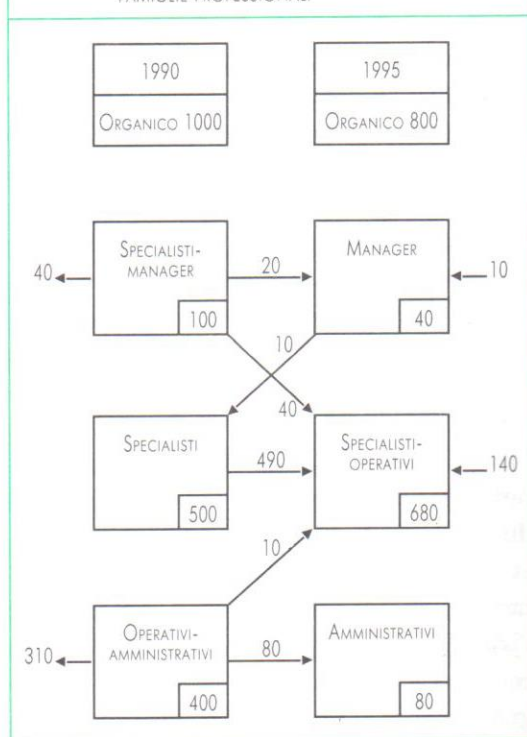 1990
1995
ORGANICO 1000
ORGANICO 800
SPECIALISTI-
MANAGER
100
MANAGER
40
40
20
10
10
40
SPECIALISTI
500
SPECIALISTI-
OPERATIVI
680
490
140
10
OPERATIVI-
AMMINISTRATIVI
400
AMMINISTRATIVI
80
310
80